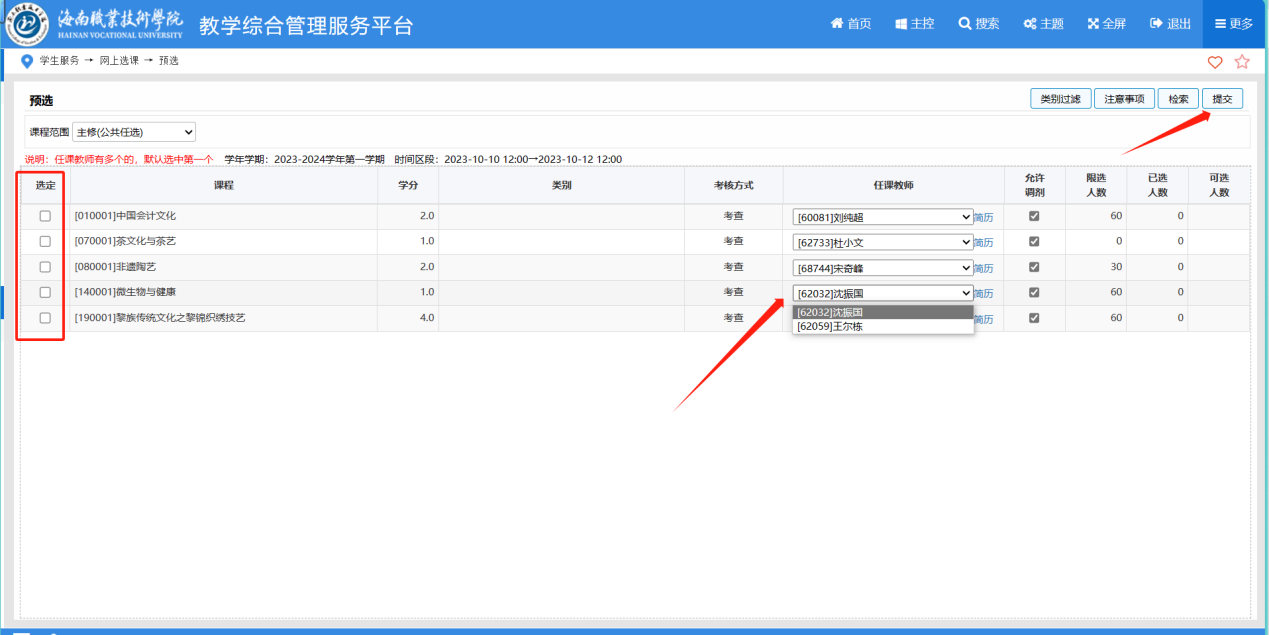 海南職業技術學院
HAINAN VOCATIONAL UNIVERSITY
教学综合管理服务平台
首页 主控 搜索 主题 全屏 退出 更多
学生服务 → 网上选课 → 预选
预选
类别过滤 注意事项 检索 提交
课程范围 主修(公共任选)
说明：任课教师有多个的，默认选中第一个 学年学期：2023-2024学年第一学期 时间区段：2023-10-10 12:00→2023-10-12 12:00
选定 课程 学分 类别 考核方式 任课教师 允许调剂 限选人数 已选人数 可选人数
[010001]中国会计文化 2.0 考查 [60081]刘纯超 简历 60 0
[070001]茶文化与茶艺 1.0 考查 [62733]杜小文 简历 0 0
[080001]非遗陶艺 2.0 考查 [68744]宋奇峰 简历 30 0
[140001]微生物与健康 1.0 考查 [62032]沈振国 简历 60 0
[190001]黎族传统文化之黎锦织绣技艺 4.0 考查 简历 60 0
[62032]沈振国
[62059]王尔栋